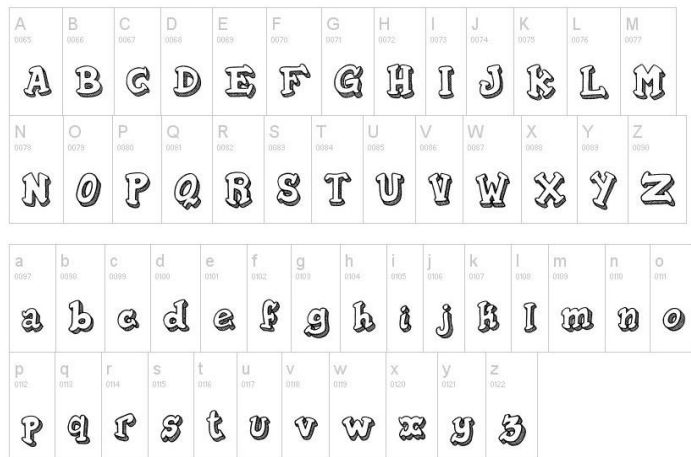 A B C D E F G H I J K L M
0065 0066 0067 0068 0069 0070 0071 0072 0073 0074 0075 0076 0077
A B C D E F G H I J K L M
N O P Q R S T U V W X Y Z
0078 0079 0080 0081 0082 0083 0084 0085 0086 0087 0088 0089 0090
N O P Q R S T U V W X Y Z
a b c d e f g h i j k l m n o
0097 0098 0099 0100 0101 0102 0103 0104 0105 0106 0107 0108 0109 0110 0111
a b c d e f g h i j k l m n o
p q r s t u v w x y z
0112 0113 0114 0115 0116 0117 0118 0119 0120 0121 0122
p q r s t u v w x y z